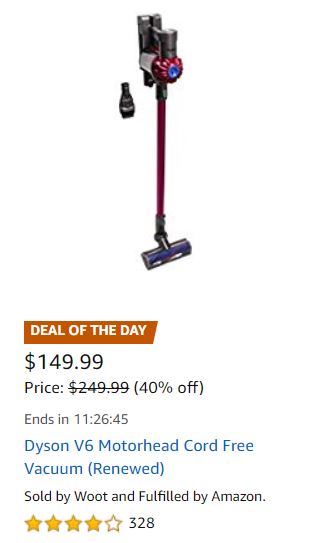 DEAL OF THE DAY
$149.99
Price: $249.99 (40% off)
Ends in 11:26:45
Dyson V6 Motorhead Cord Free
Vacuum (Renewed)
Sold by Woot and Fulfilled by Amazon.
328